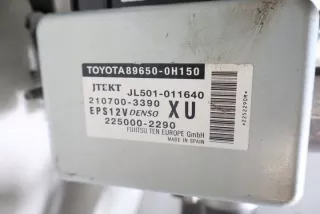 TOYOTA89650-0H150
JTEKT JL501-011640
210700-3390 XU
EPS12V DENSO
225000-2290
FUJITSU TEN EUROPE GmbH
MADE IN SPAIN
*2252290M*